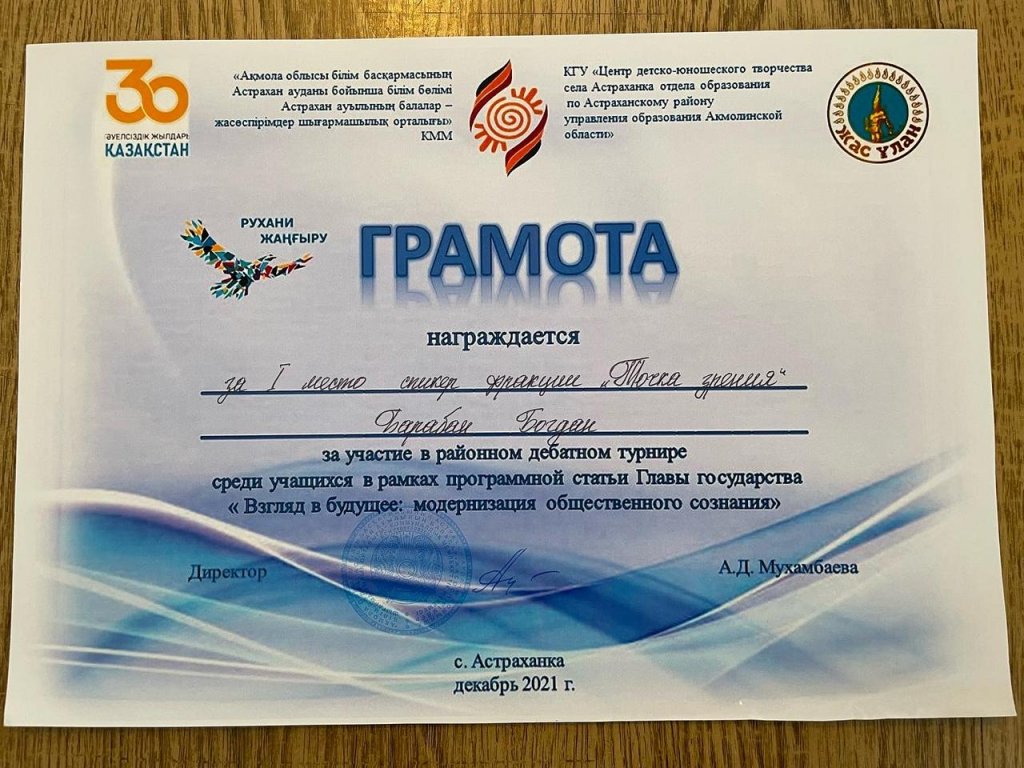 30
ТӘУЕЛСІЗДІК ЖЫЛДАРЫ
ҚАЗАҚСТАН
«Ақмола облысы білім басқармасының
Астрахан ауданы бойынша білім бөлімі
Астрахан ауылының балалар –
жасөспірімдер шығармашылық орталығы»
КММ
КГУ «Центр детско-юношеского творчества
села Астраханка отдела образования
по Астраханскому району
управления образования Акмолинской
области»
ЖАС ҰЛАН
РУХАНИ
ЖАҢҒЫРУ
ГРАМОТА
награждается
за I место спикер фракции „Точка зрения“
Барабан Богдан
за участие в районном дебатном турнире
среди учащихся в рамках программной статьи Главы государства
« Взгляд в будущее: модернизация общественного сознания»
Директор
А.Д. Мухамбаева
с. Астраханка
декабрь 2021 г.